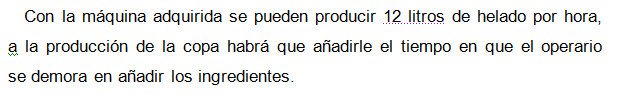 Con la máquina adquirida se pueden producir 12 litros de helado por hora,
a la producción de la copa habrá que añadirle el tiempo en que el operario
se demora en añadir los ingredientes.